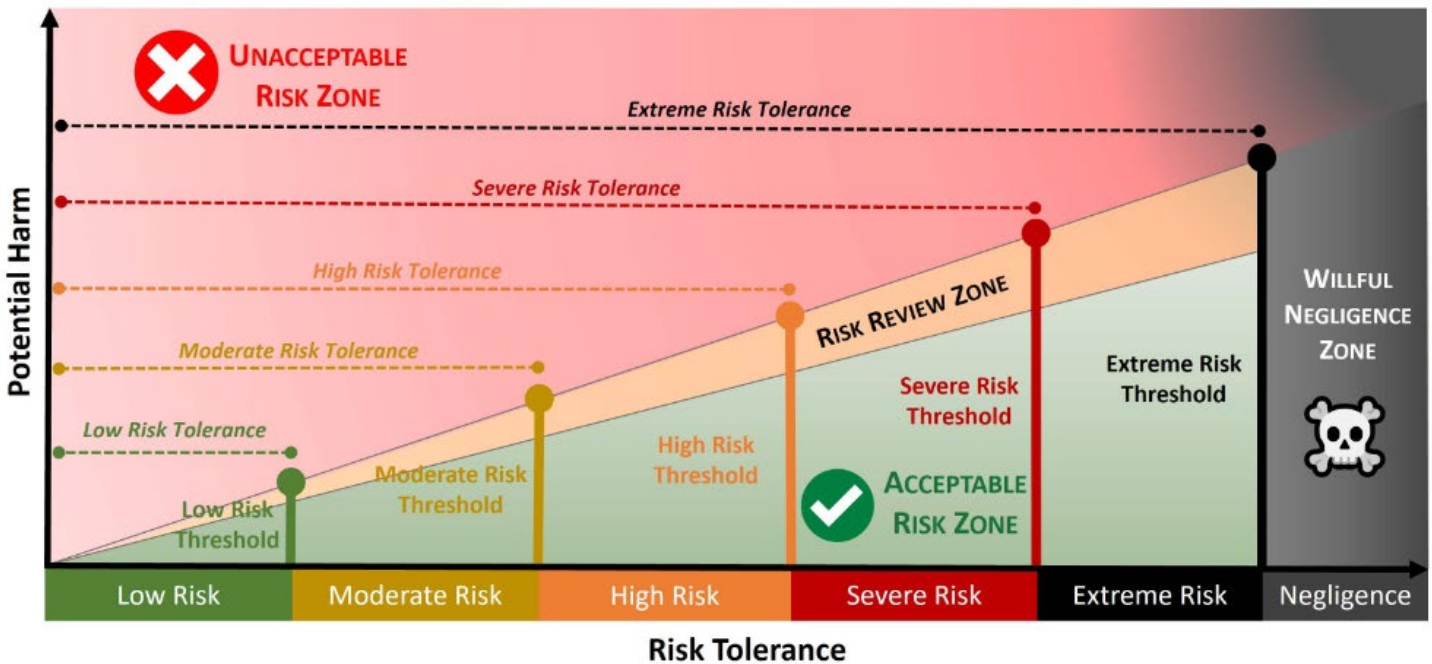 UNACCEPTABLE
RISK ZONE
Extreme Risk Tolerance
Severe Risk Tolerance
High Risk Tolerance
Moderate Risk Tolerance
Low Risk Tolerance
Potential Harm
RISK REVIEW ZONE
WILLFUL
NEGLIGENCE
ZONE
Extreme Risk
Threshold
Severe Risk
Threshold
High Risk
Threshold
Moderate Risk
Threshold
Low Risk
Threshold
ACCEPTABLE
RISK ZONE
Low Risk
Moderate Risk
High Risk
Severe Risk
Extreme Risk
Negligence
Risk Tolerance